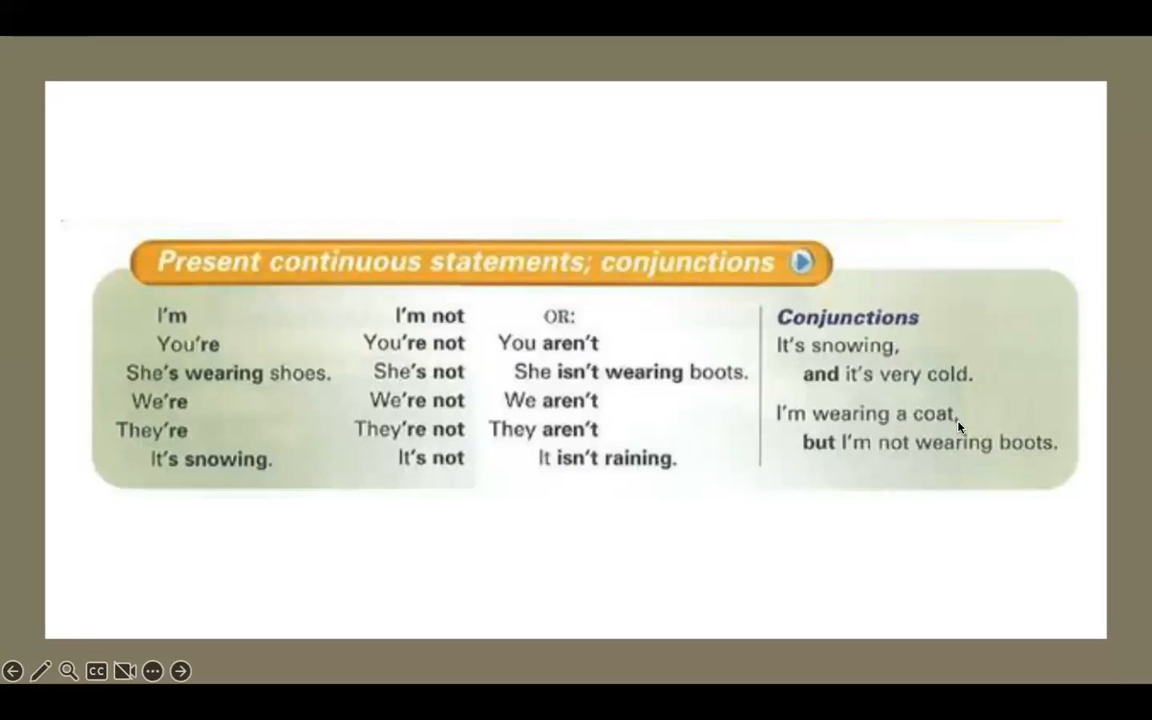 Present continuous statements; conjunctions
I'm I'm not OR:
You're You're not You aren't
She's wearing shoes. She's not She isn't wearing boots.
We're We're not We aren't
They're They're not They aren't
It's snowing. It's not It isn't raining.
Conjunctions
It's snowing,
and it's very cold.
I'm wearing a coat,
but I'm not wearing boots.
CC